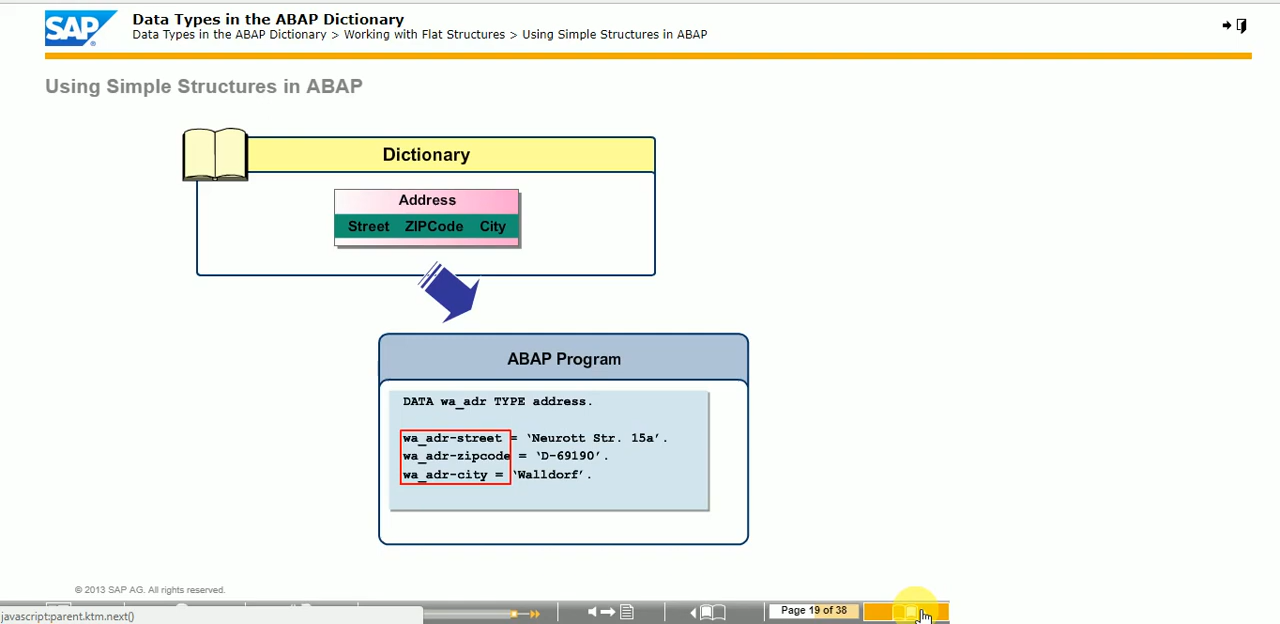 SAP
Data Types in the ABAP Dictionary
Data Types in the ABAP Dictionary > Working with Flat Structures > Using Simple Structures in ABAP
Using Simple Structures in ABAP
Dictionary
Address
Street ZIPCode City
ABAP Program
DATA wa_adr TYPE address.
wa_adr-street = ‘Neurott Str. 15a’.
wa_adr-zipcode = ‘D-69190’.
wa_adr-city = ‘Walldorf’.
© 2013 SAP AG. All rights reserved.
javascript:parent.ktm.next()
Page 19 of 38